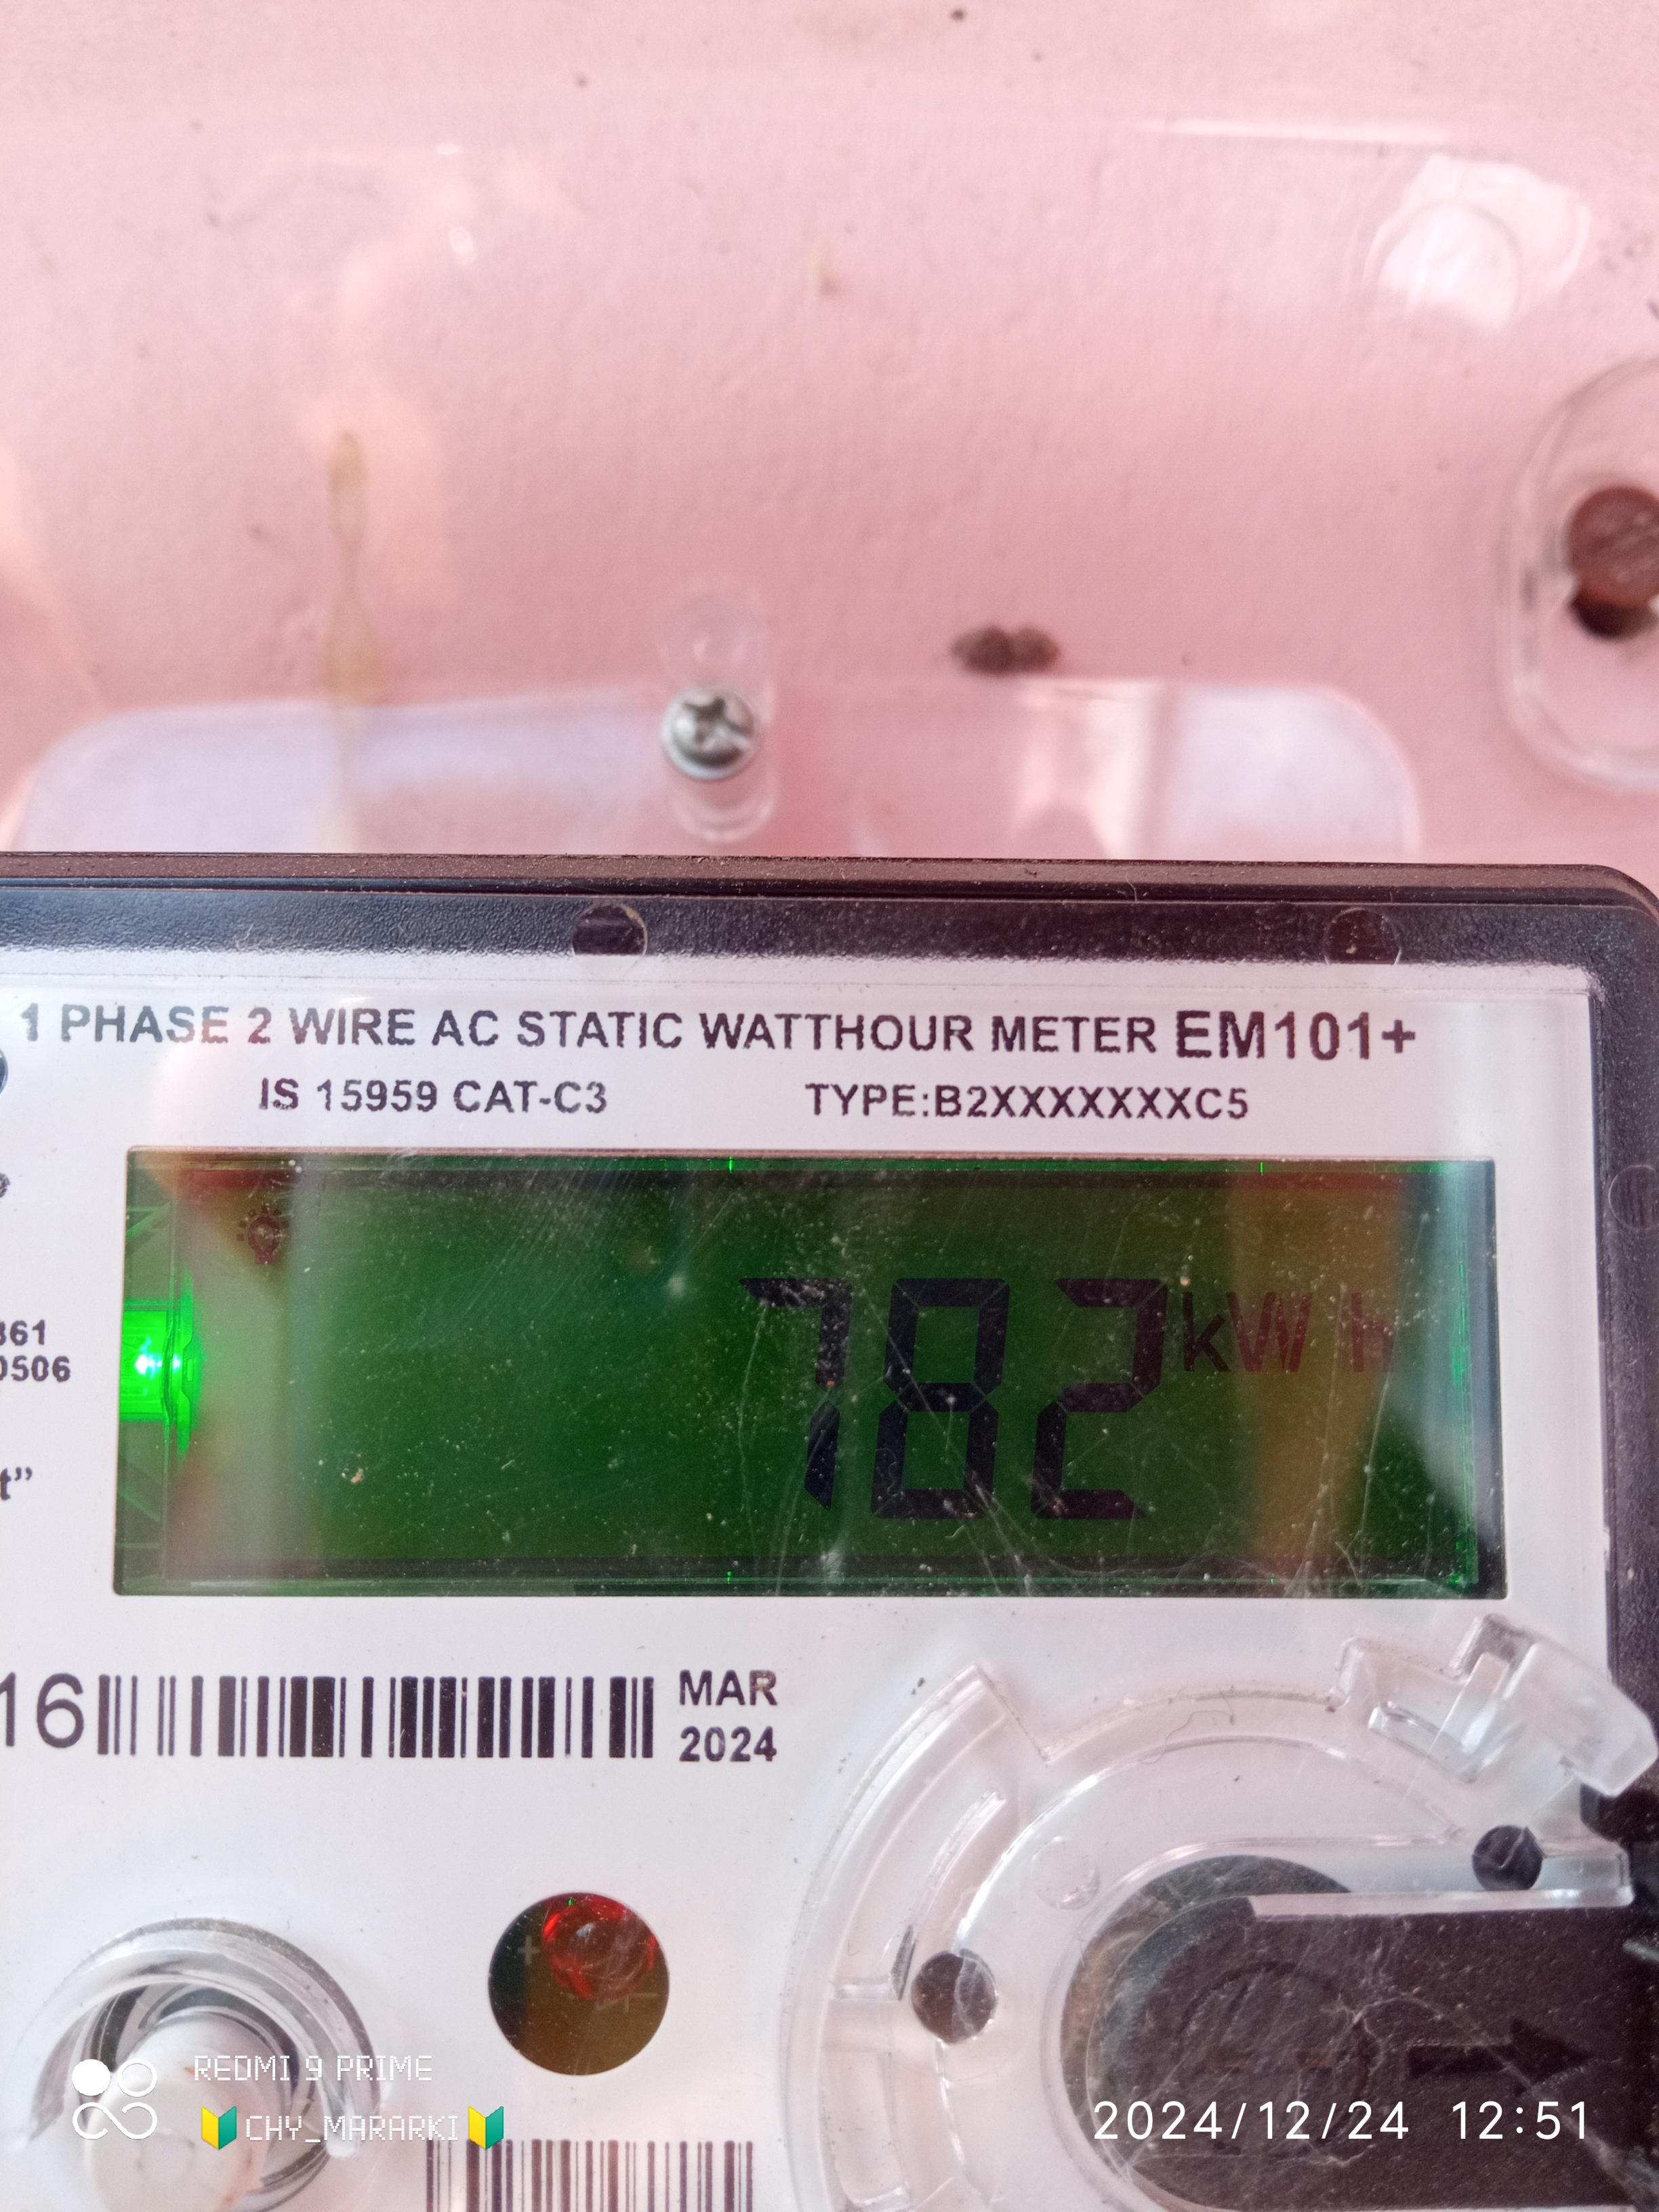 1 PHASE 2 WIRE AC STATIC WATTHOUR METER EM101+
IS 15959 CAT-C3 TYPE:B2XXXXXXXC5
782 kWh
361
0506
t”
16
MAR
2024
REDMI 9 PRIME
🔰CHY_MARARKI🔰
2024/12/24 12:51